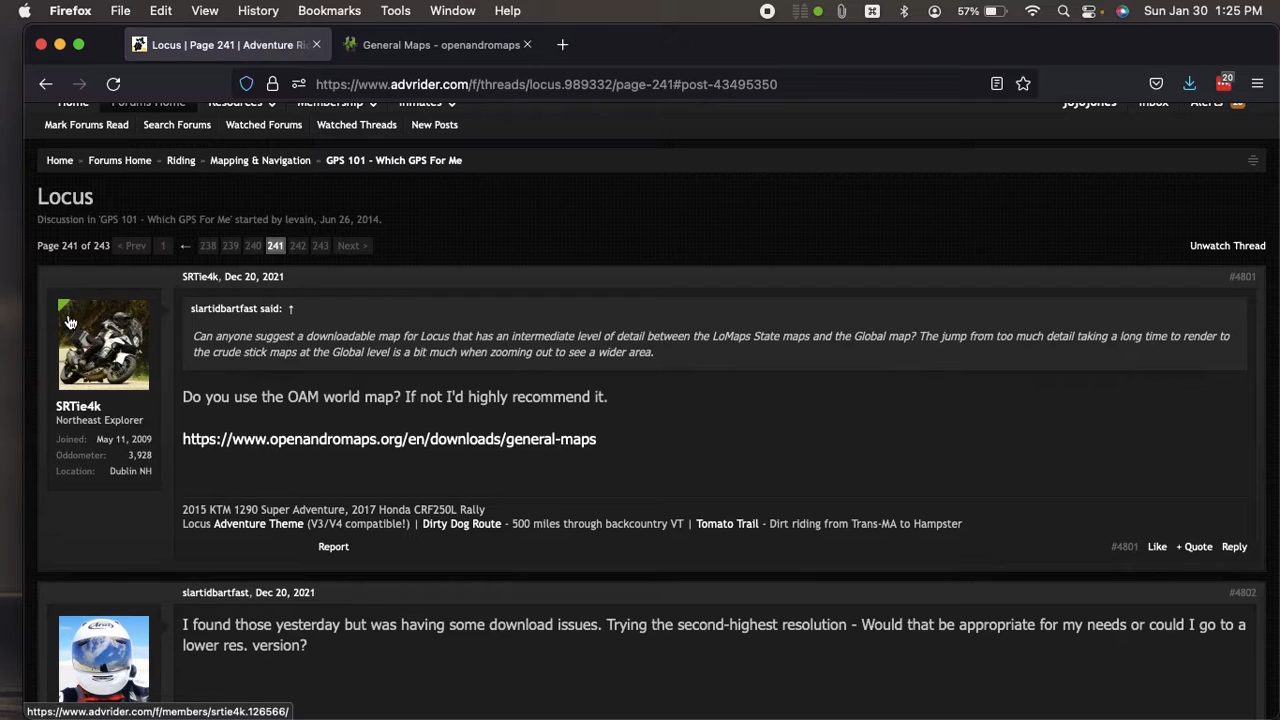 Firefox File Edit View History Bookmarks Tools Window Help 57% Sun Jan 30 1:25 PM
Locus | Page 241 | Adventure Ri General Maps - openandromaps
https://www.advrider.com/f/threads/locus.989332/page-241#post-43495350 20
Home Forums Home Resources Membership Inmates JoJoJones Inbox Alerts
Mark Forums Read Search Forums Watched Forums Watched Threads New Posts
Home Forums Home Riding Mapping & Navigation GPS 101 - Which GPS For Me
Locus
Discussion in 'GPS 101 - Which GPS For Me' started by levain, Jun 26, 2014.
Page 241 of 243 < Prev 1 ← 238 239 240 241 242 243 Next > Unwatch Thread
SRTie4k, Dec 20, 2021 #4801
slartidbartfast said: ↑
Can anyone suggest a downloadable map for Locus that has an intermediate level of detail between the LoMaps State maps and the Global map? The jump from too much detail taking a long time to render to
the crude stick maps at the Global level is a bit much when zooming out to see a wider area.
Do you use the OAM world map? If not I'd highly recommend it.
SRTie4k
Northeast Explorer
Joined: May 11, 2009
Oddometer: 3,928
Location: Dublin NH
https://www.openandromaps.org/en/downloads/general-maps
2015 KTM 1290 Super Adventure, 2017 Honda CRF250L Rally
Locus Adventure Theme (V3/V4 compatible!) | Dirty Dog Route - 500 miles through backcountry VT | Tomato Trail - Dirt riding from Trans-MA to Hampster
Report #4801 Like + Quote Reply
slartidbartfast, Dec 20, 2021 #4802
I found those yesterday but was having some download issues. Trying the second-highest resolution - Would that be appropriate for my needs or could I go to a
lower res. version?
https://www.advrider.com/f/members/srtie4k.126566/